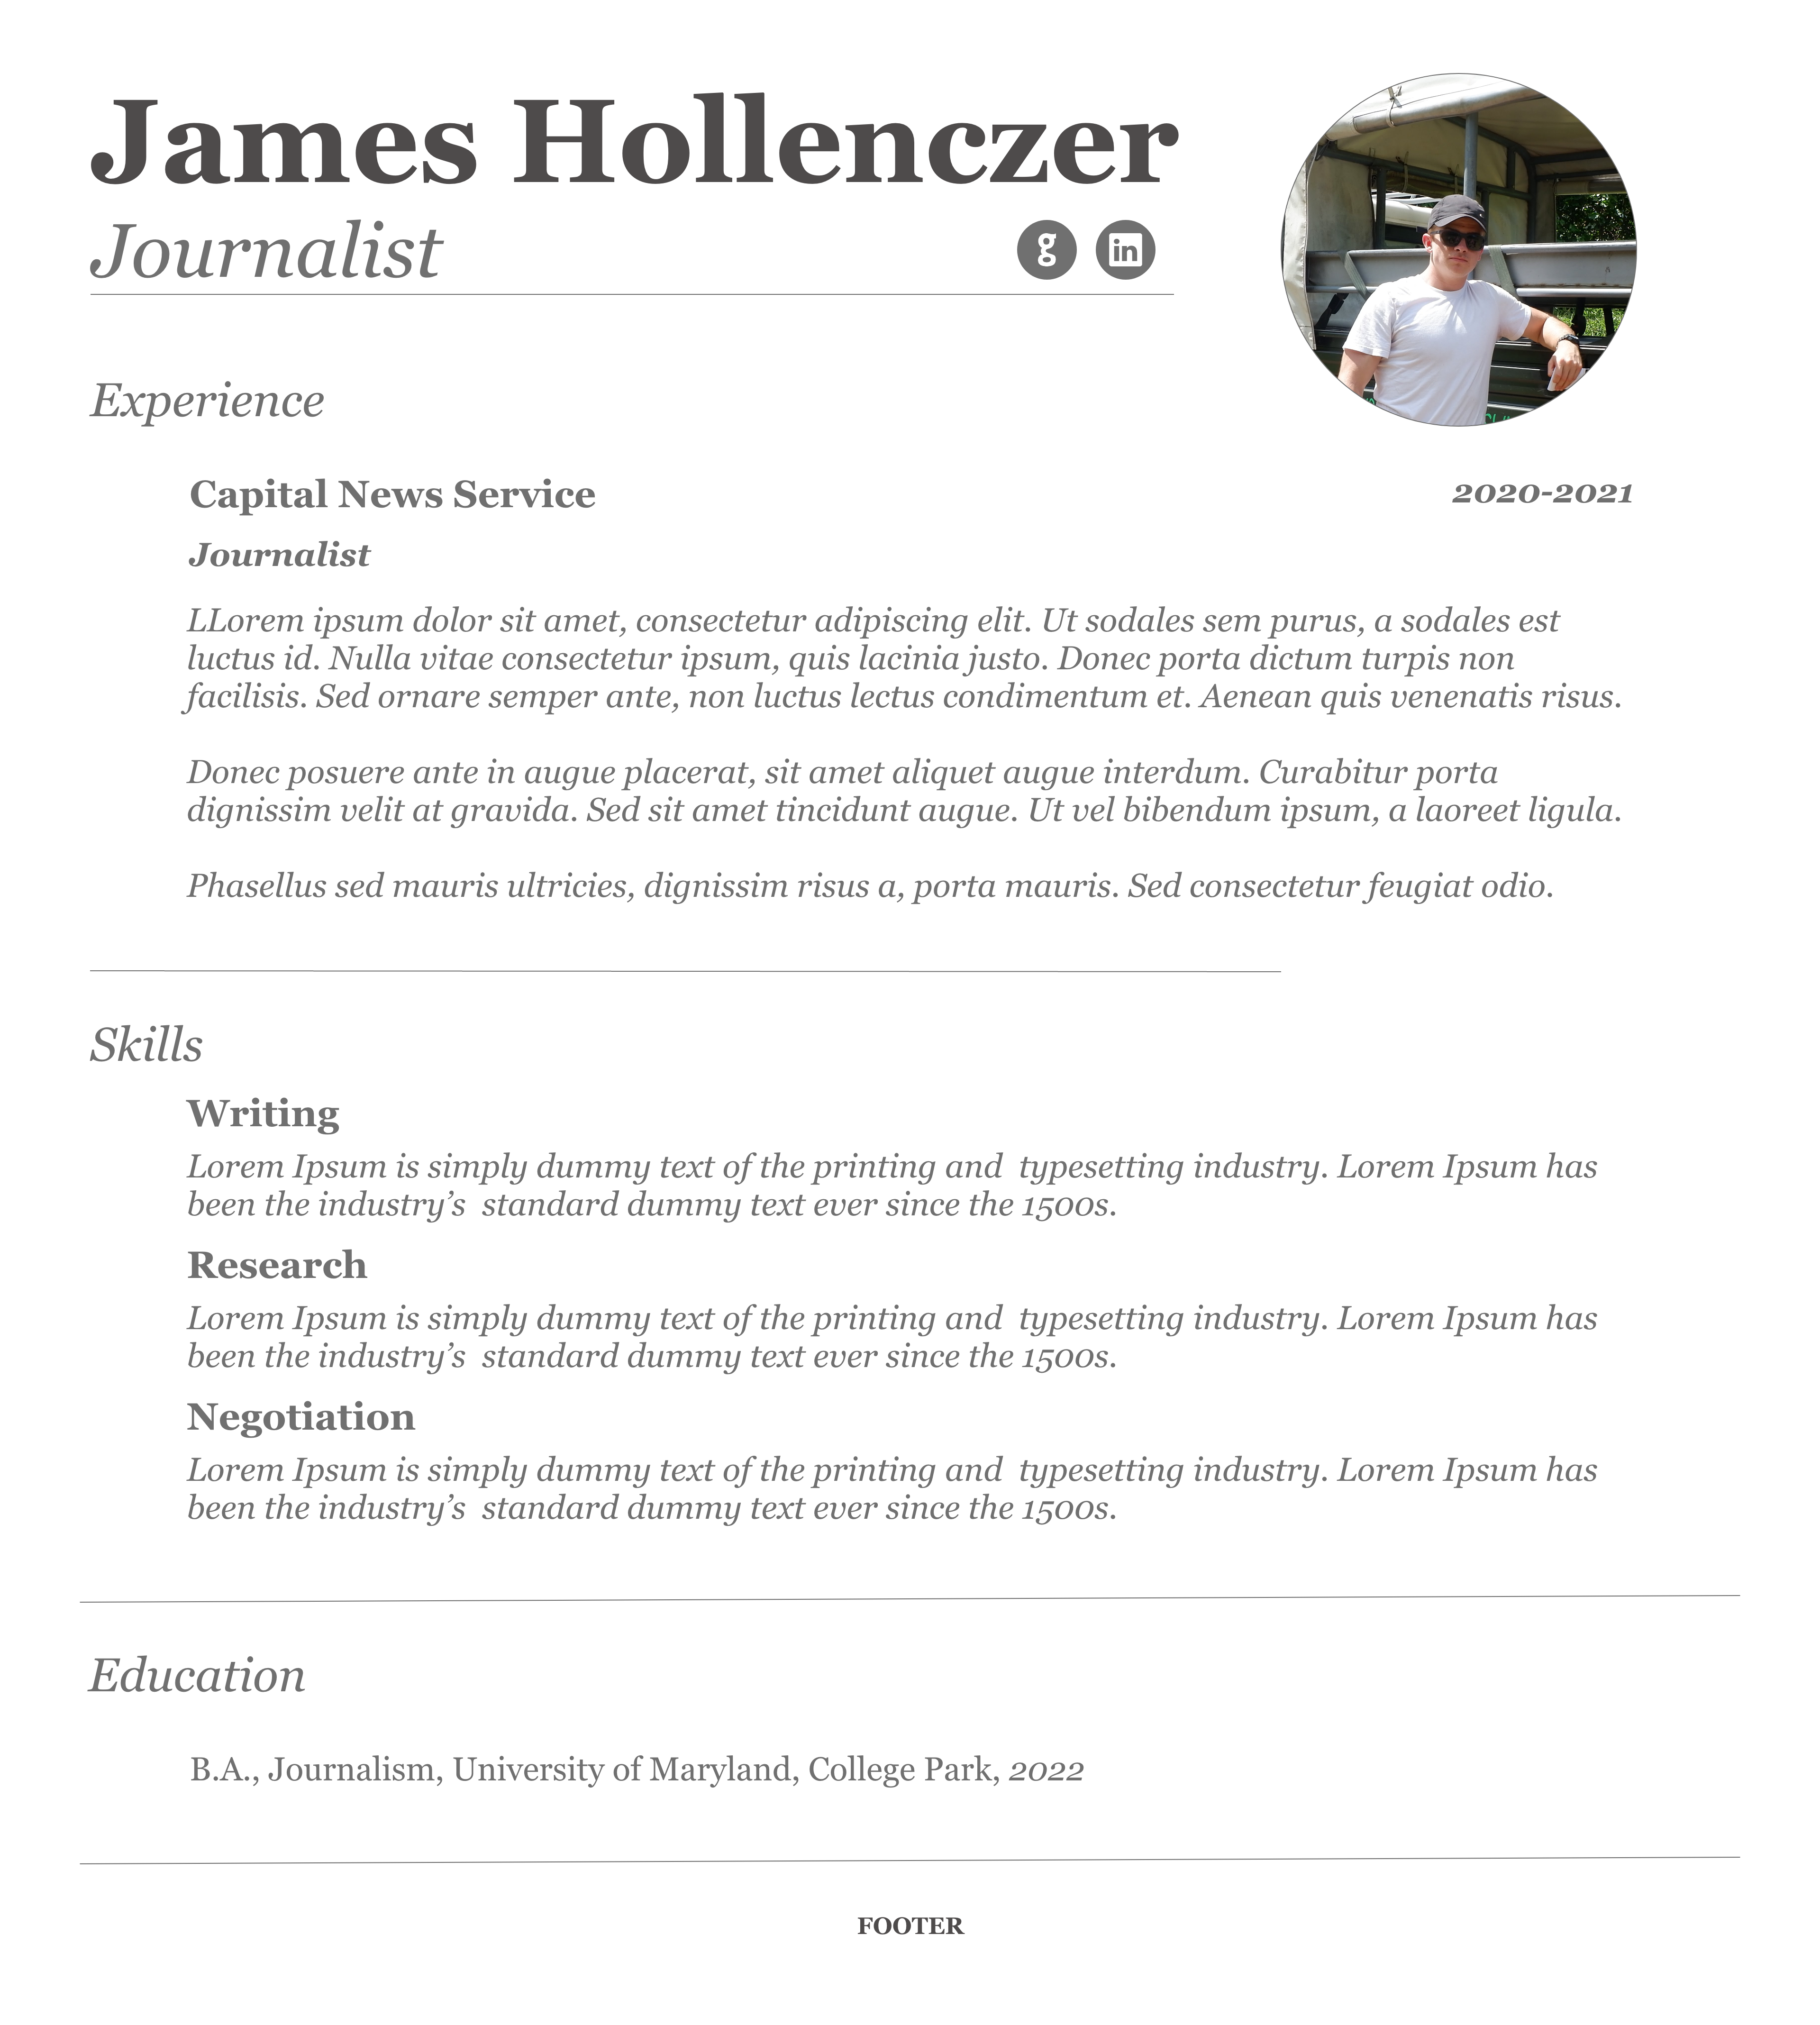 James Hollenczer
Journalist
g in
Experience
Capital News Service 2020-2021
Journalist
LLorem ipsum dolor sit amet, consectetur adipiscing elit. Ut sodales sem purus, a sodales est
luctus id. Nulla vitae consectetur ipsum, quis lacinia justo. Donec porta dictum turpis non
facilisis. Sed ornare semper ante, non luctus lectus condimentum et. Aenean quis venenatis risus.
Donec posuere ante in augue placerat, sit amet aliquet augue interdum. Curabitur porta
dignissim velit at gravida. Sed sit amet tincidunt augue. Ut vel bibendum ipsum, a laoreet ligula.
Phasellus sed mauris ultricies, dignissim risus a, porta mauris. Sed consectetur feugiat odio.
Skills
Writing
Lorem Ipsum is simply dummy text of the printing and  typesetting industry. Lorem Ipsum has
been the industry’s  standard dummy text ever since the 1500s.
Research
Lorem Ipsum is simply dummy text of the printing and  typesetting industry. Lorem Ipsum has
been the industry’s  standard dummy text ever since the 1500s.
Negotiation
Lorem Ipsum is simply dummy text of the printing and  typesetting industry. Lorem Ipsum has
been the industry’s  standard dummy text ever since the 1500s.
Education
B.A., Journalism, University of Maryland, College Park, 2022
FOOTER